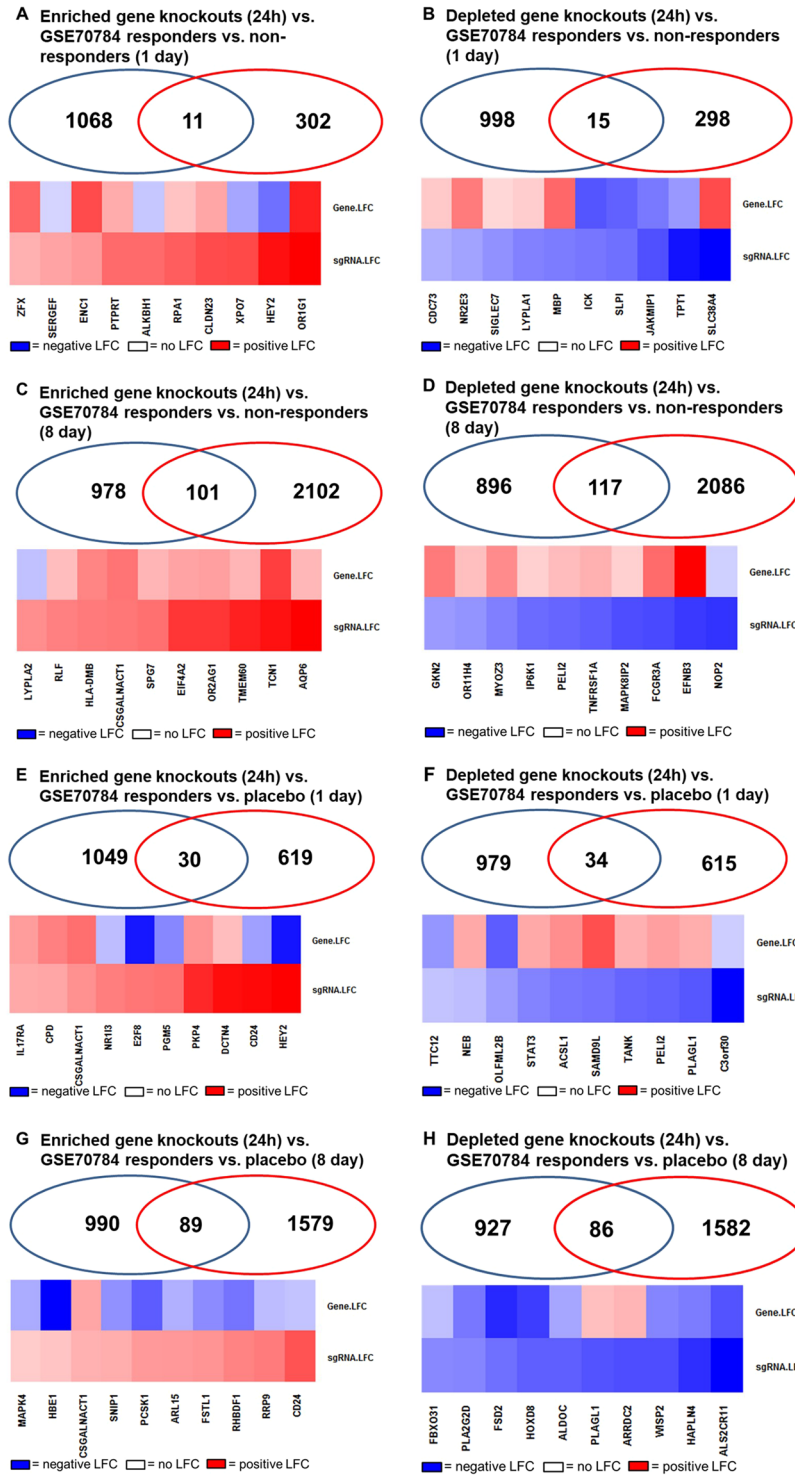 A Enriched gene knockouts (24h) vs.
GSE70784 responders vs. non-
responders (1 day)
1068 11 302
Gene.LFC
sgRNA.LFC
ZFX SERGEF ENC1 PTPRT ALKBH1 RPA1 CLDN23 XPO7 HEY2 OR1G1
= negative LFC = no LFC = positive LFC
B Depleted gene knockouts (24h) vs.
GSE70784 responders vs. non-responders
(1 day)
998 15 298
Gene.LFC
sgRNA.LFC
CDC73 NR2E3 SIGLEC7 LYPLA1 MBP ICK SLPI JAKMIP1 TPT1 SLC38A4
= negative LFC = no LFC = positive LFC
C Enriched gene knockouts (24h) vs.
GSE70784 responders vs. non-responders
(8 day)
978 101 2102
Gene.LFC
sgRNA.LFC
LYPLA2 RLF HLA-DMB CSGALNACT1 SPG7 EIF4A2 OR2AG1 TMEM60 TCN1 AQP6
= negative LFC = no LFC = positive LFC
D Depleted gene knockouts (24h) vs.
GSE70784 responders vs. non-responders
(8 day)
896 117 2086
Gene.LFC
sgRNA.LFC
GKN2 OR11H4 MYOZ3 IP6K1 PELI2 TNFRSF1A MAPK8IP2 FCGR3A EFNB3 NOP2
= negative LFC = no LFC = positive LFC
E Enriched gene knockouts (24h) vs.
GSE70784 responders vs. placebo (1 day)
1049 30 619
Gene.LFC
sgRNA.LFC
IL17RA CPD CSGALNACT1 NR1I3 E2F8 PGM5 PKP4 DCTN4 CD24 HEY2
= negative LFC = no LFC = positive LFC
F Depleted gene knockouts (24h) vs.
GSE70784 responders vs. placebo (1 day)
979 34 615
Gene.LFC
sgRNA.LF
TTC12 NEB OLFML2B STAT3 ACSL1 SAMD9L TANK PELI2 PLAGL1 C3orf30
= negative LFC = no LFC = positive LFC
G Enriched gene knockouts (24h) vs.
GSE70784 responders vs. placebo (8 day)
990 89 1579
Gene.LFC
sgRNA.LFC
MAPK4 HBE1 CSGALNACT1 SNIP1 PCSK1 ARL15 FSTL1 RHBDF1 RRP9 CD24
= negative LFC = no LFC = positive LFC
H Depleted gene knockouts (24h) vs.
GSE70784 responders vs. placebo (8 day)
927 86 1582
Gene.LFC
sgRNA.LF
FBXO31 PLA2G2D FSD2 HOXD8 ALDOC PLAGL1 ARRDC2 WISP2 HAPLN4 ALS2CR11
= negative LFC = no LFC = positive LFC